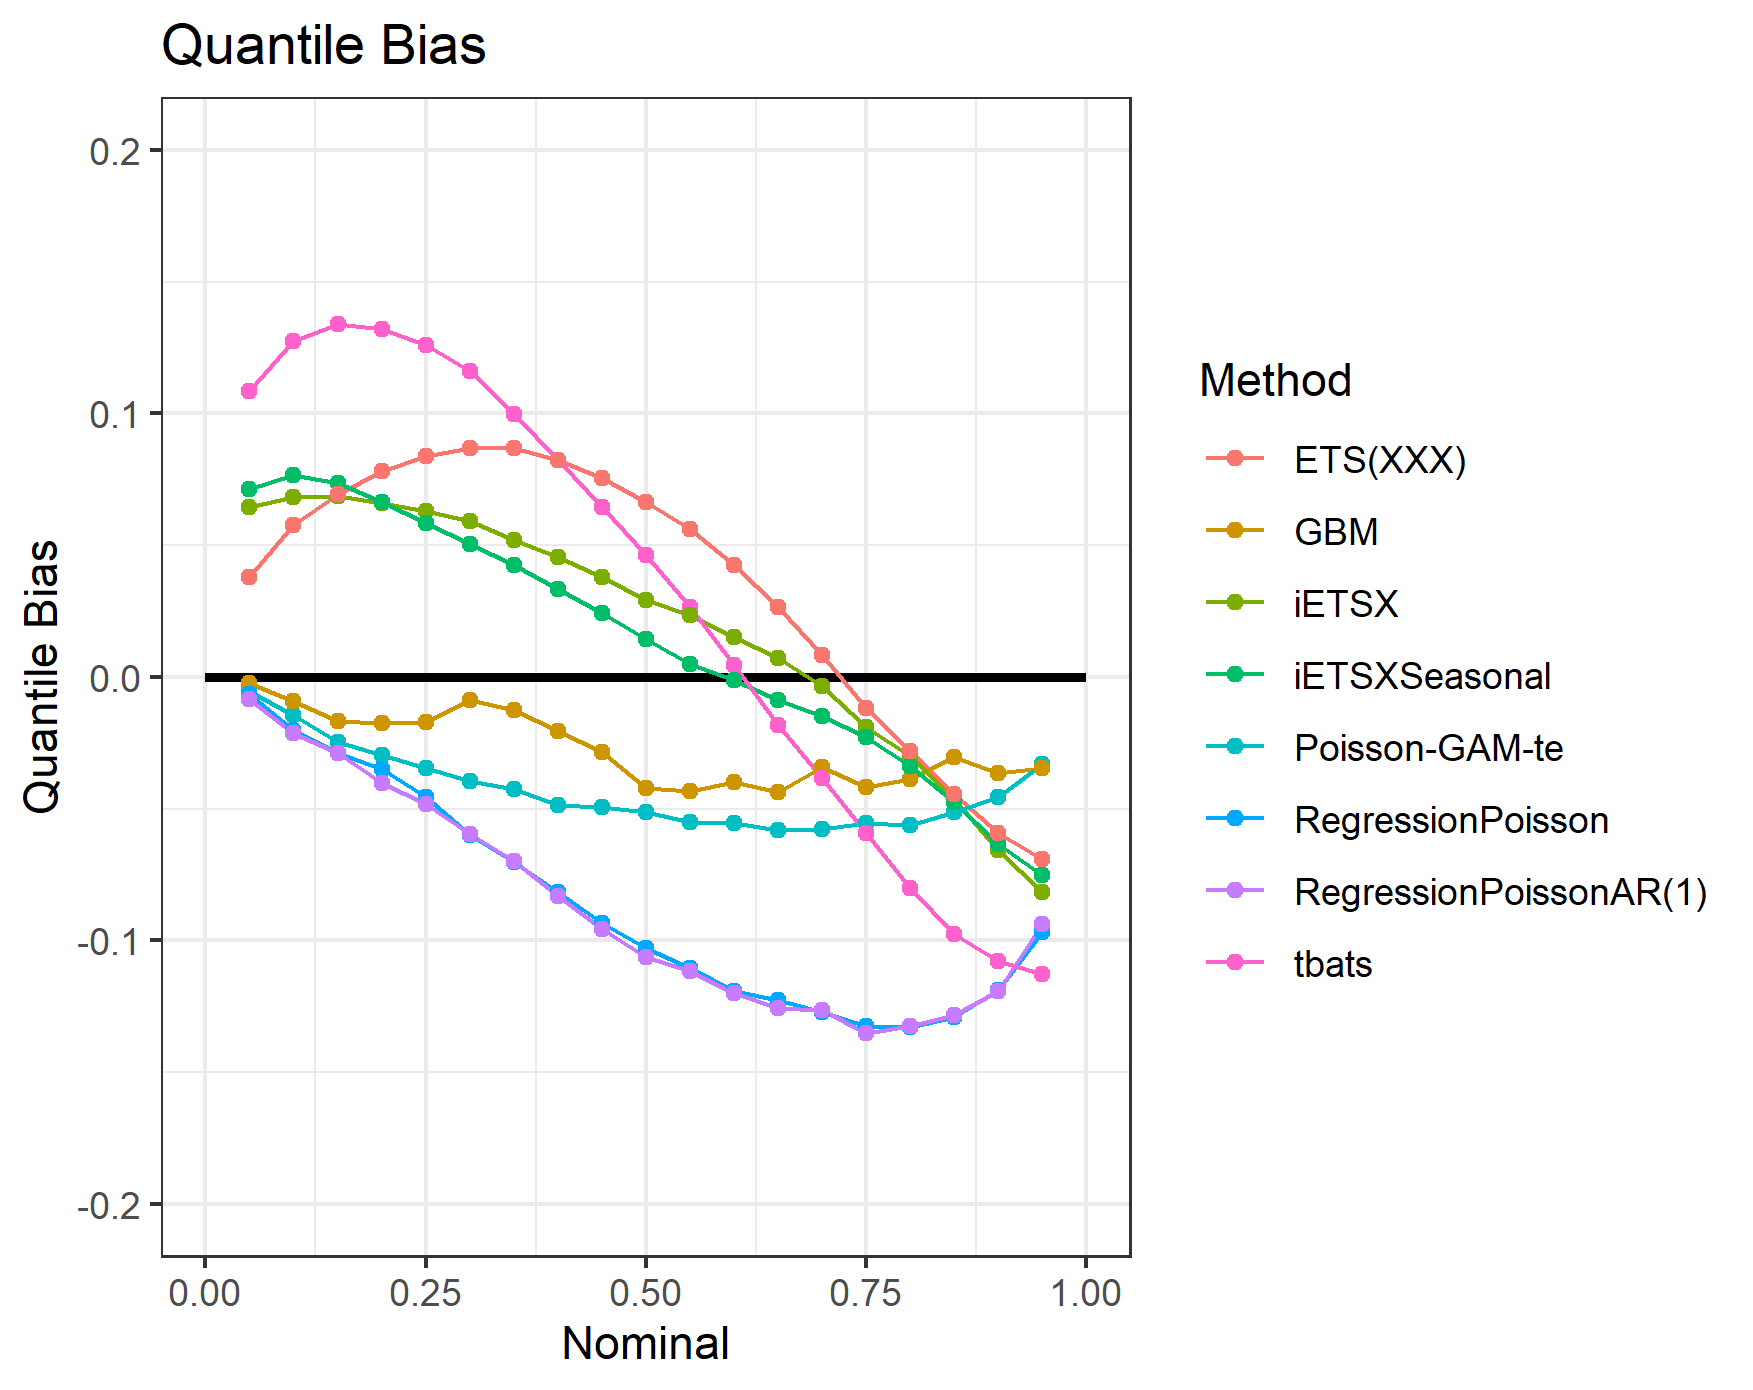 Quantile Bias
0.2
0.1
0.0
-0.1
-0.2
Quantile Bias
0.00
0.25
0.50
0.75
1.00
Nominal
Method
ETS(XXX)
GBM
iETSX
iETSXSeasonal
Poisson-GAM-te
RegressionPoisson
RegressionPoissonAR(1)
tbats